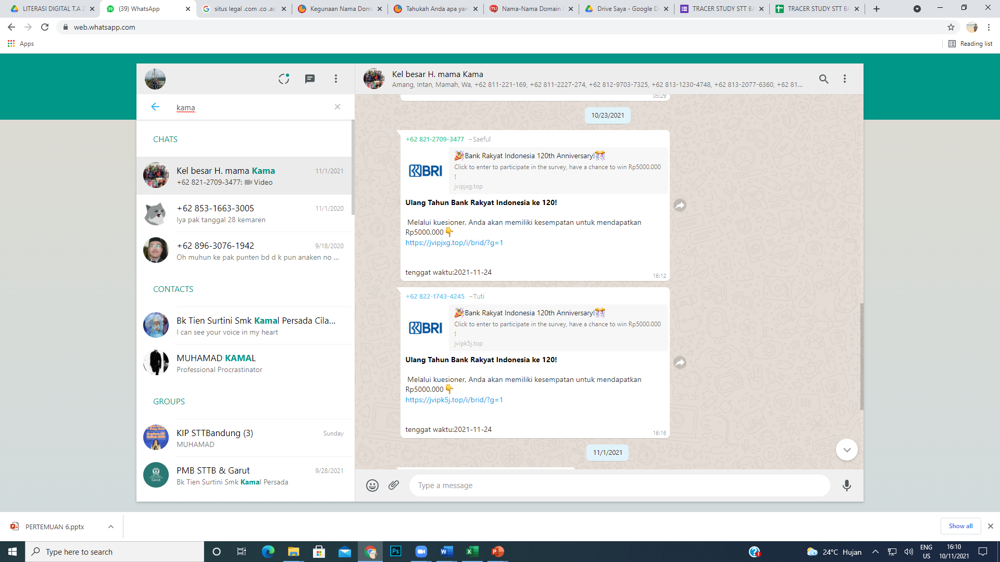 LITERASI DIGITAL T.A 2
(39) WhatsApp
situs legal .com .co .ac
Kegunaan Nama Dom
Tahukah Anda apa yan
Nama-Nama Domain
Drive Saya - Google D
TRACER STUDY STT BA
TRACER STUDY STT BA
web.whatsapp.com
Apps
Reading list
kama
CHATS
Kel besar H. mama Kama
11/1/2021
+62 821-2709-3477: Video
+62 853-1663-3005
11/1/2020
Iya pak tanggal 28 kemaren
+62 896-3076-1942
9/18/2020
Oh muhun ke pak punten bd d k pun anaken no ...
CONTACTS
Bk Tien Surtini Smk Kamal Persada Cila...
I can see your voice in my heart
MUHAMAD KAMAL
Professional Procrastinator
GROUPS
KIP STTBandung (3)
Sunday
MUHAMAD
PMB STTB & Garut
9/28/2021
Bk Tien Surtini Smk Kamal Persada
Kel besar H. mama Kama
Amang, Intan, Mamah, Wa, +62 811-221-169, +62 811-2227-274, +62 812-9703-7325, +62 813-1230-4748, +62 813-2077-6360, +62 81...
05:29
10/23/2021
+62 821-2709-3477 ~Saeful
BRI
🎉Bank Rakyat Indonesia 120th Anniversary!🎊
Click to enter to participate in the survey, have a chance to win Rp5000.000
!
jvipjxg.top
Ulang Tahun Bank Rakyat Indonesia ke 120!
Melalui kuesioner, Anda akan memiliki kesempatan untuk mendapatkan
Rp5000.000👇
https://jvipjxg.top/i/brid/?g=1
tenggat waktu:2021-11-24
16:12
+62 822-1743-4245 ~Tuti
BRI
🎉Bank Rakyat Indonesia 120th Anniversary!🎊
Click to enter to participate in the survey, have a chance to win Rp5000.000
!
jvipk5j.top
Ulang Tahun Bank Rakyat Indonesia ke 120!
Melalui kuesioner, Anda akan memiliki kesempatan untuk mendapatkan
Rp5000.000👇
https://jvipk5j.top/i/brid/?g=1
tenggat waktu:2021-11-24
16:16
11/1/2021
Type a message
PERTEMUAN 6.pptx
Show all
Type here to search
24°C Hujan
ENG
US
16:10
10/11/2021